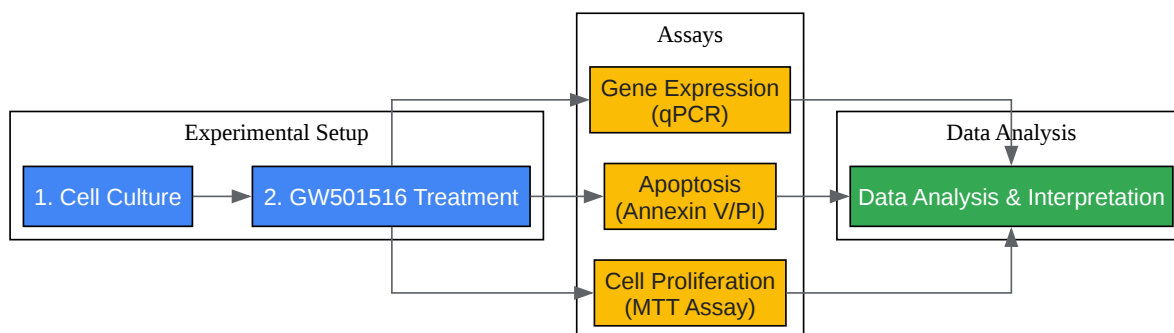 Experimental Setup
1. Cell Culture
2. GW501516 Treatment
Assays
Gene Expression
(qPCR)
Apoptosis
(Annexin V/PI)
Cell Proliferation
(MTT Assay)
Data Analysis
Data Analysis & Interpretation